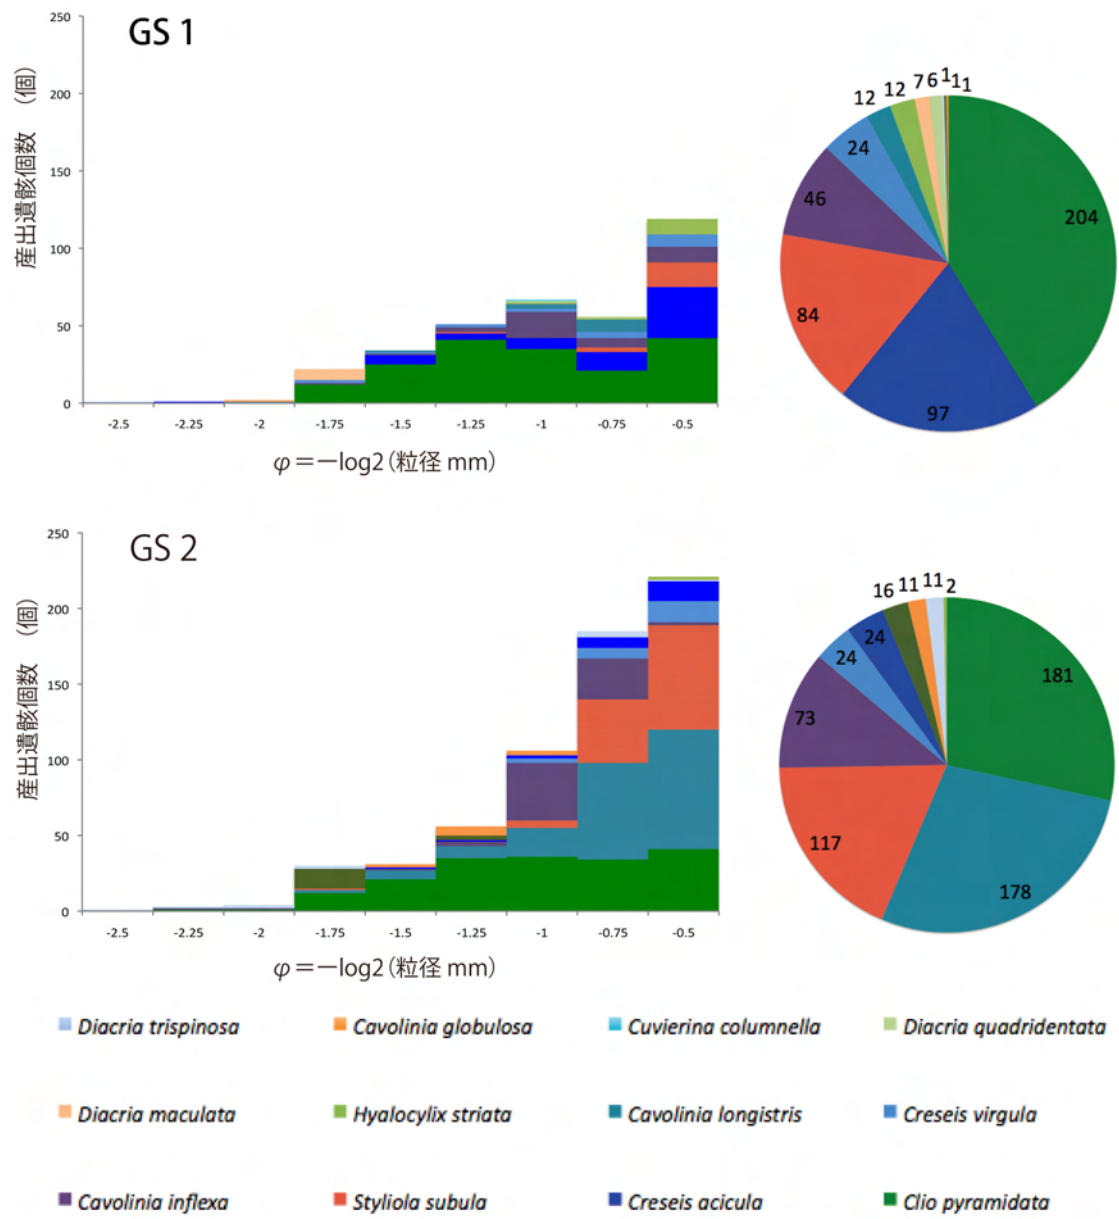 GS 1
産出遺骸個数 (個)
250
200
150
100
50
0
-2.5 -2.25 -2 -1.75 -1.5 -1.25 -1 -0.75 -0.5
φ=−log2(粒径 mm)
12 12 7 6 1 1 1
24
46
204
84
97
GS 2
産出遺骸個数 (個)
250
200
150
100
50
0
-2.5 -2.25 -2 -1.75 -1.5 -1.25 -1 -0.75 -0.5
φ=−log2(粒径 mm)
16 11 11 2
24
24
181
73
117
178
Diacria trispinosa Cavolinia globulosa Cuvierina columnella Diacria quadridentata
Diacria maculata Hyalocylix striata Cavolinia longistris Creseis virgula
Cavolinia inflexa Styliola subula Creseis acicula Clio pyramidata